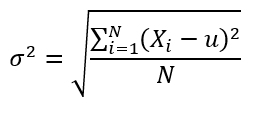 σ² = √(∑ᵢ₌₁ᴺ(Xᵢ − u)² / N)